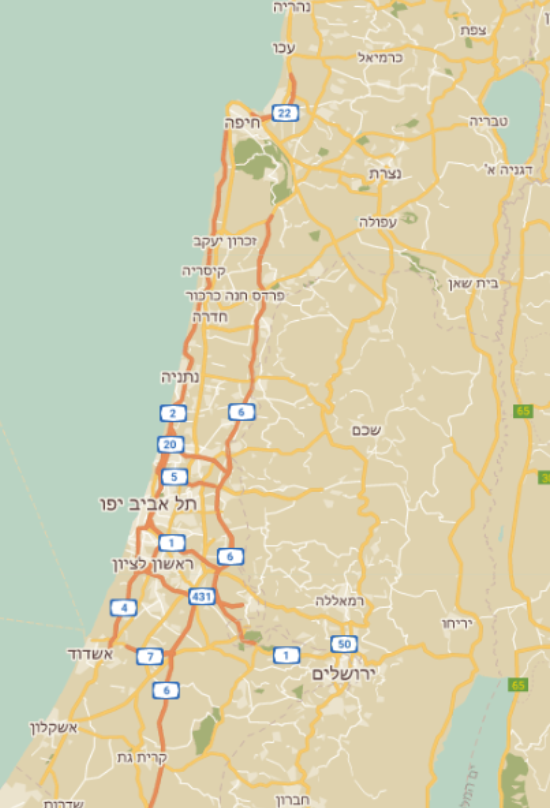 נהריה
צפת
עכו
כרמיאל
22
חיפה
טבריה
נצרת
דגניה א'
עפולה
זכרון יעקב
קיסריה
בית שאן
פרדס חנה כרכור
חדרה
נתניה
2
6
65
שכם
20
5
תל אביב יפו
1
6
ראשון לציון
431
4
רמאללה
יריחו
50
אשדוד
7
1
ירושלים
6
65
אשקלון
קרית גת
חברון
שדרות